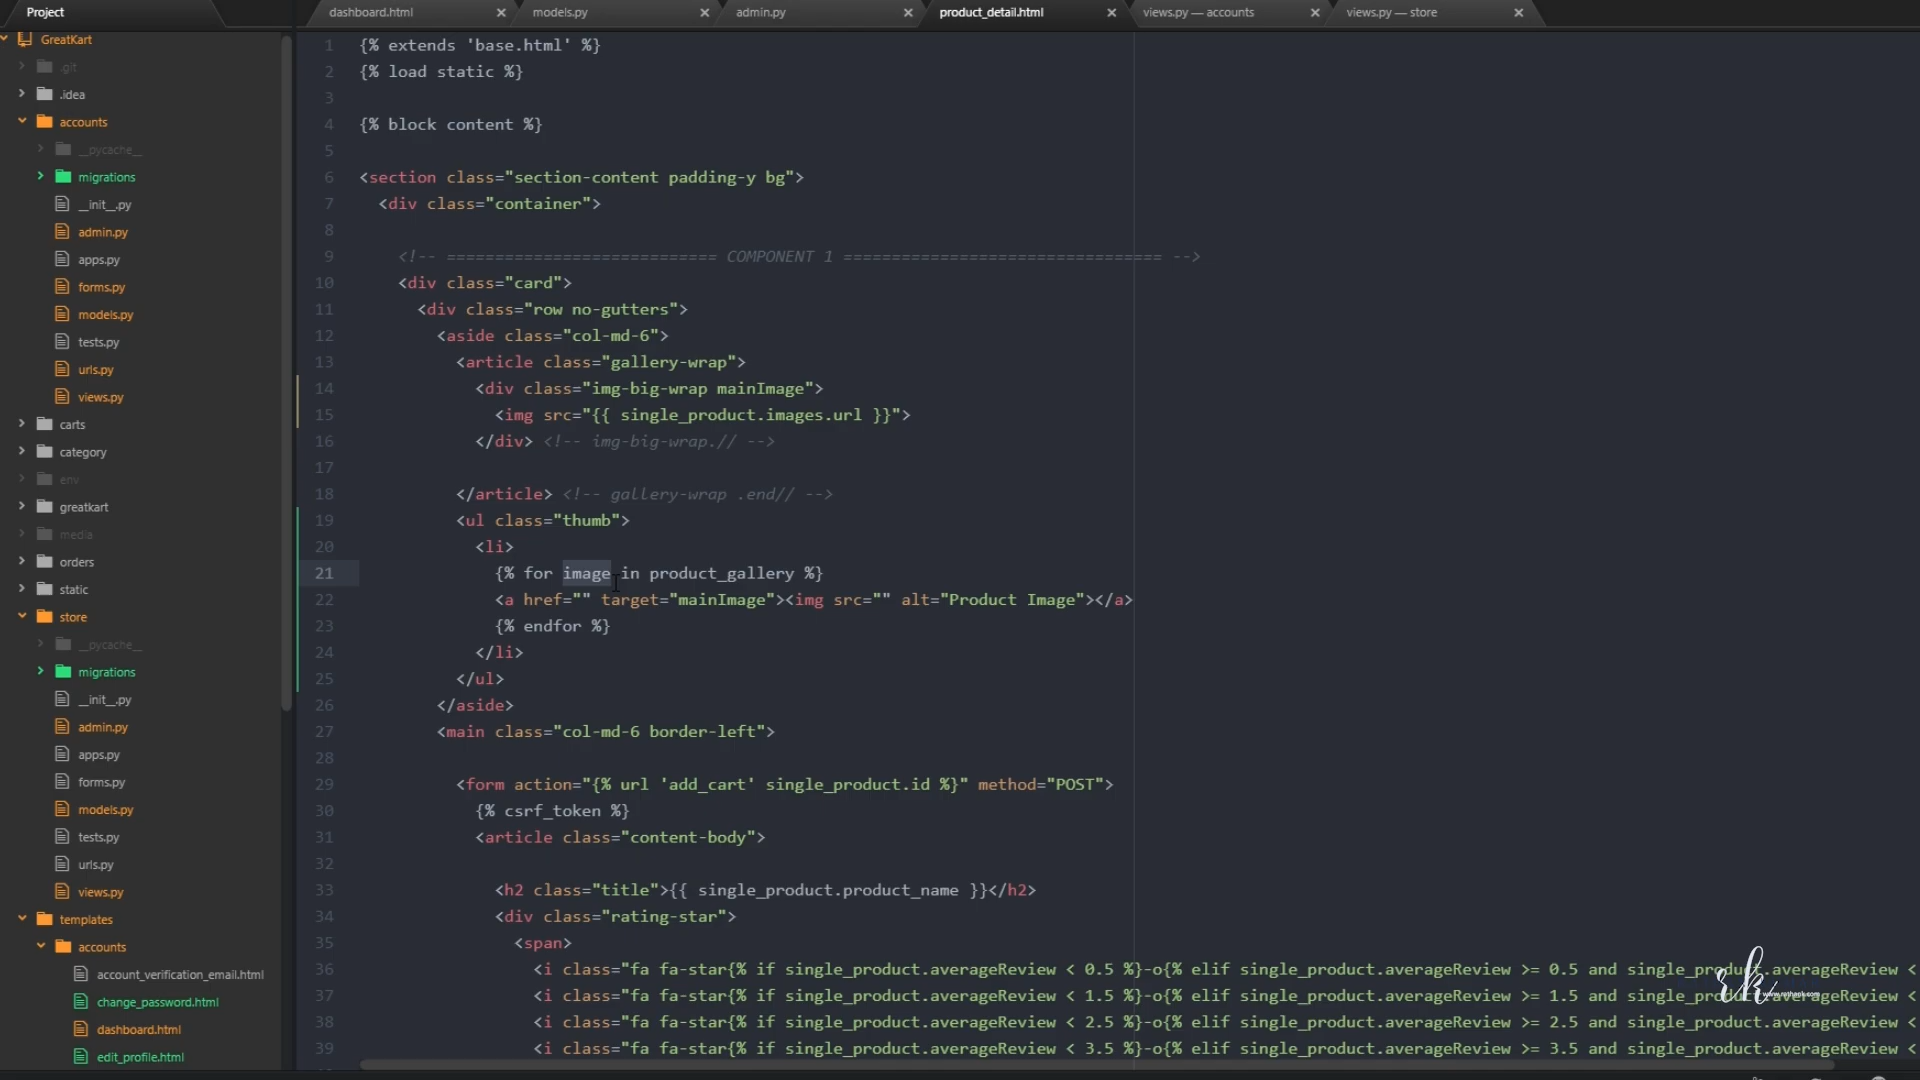 Project
GreatKart
.git
.idea
accounts
__pycache__
migrations
__init__.py
admin.py
apps.py
forms.py
models.py
tests.py
urls.py
views.py
carts
category
env
greatkart
media
orders
static
store
__pycache__
migrations
__init__.py
admin.py
apps.py
forms.py
models.py
tests.py
urls.py
views.py
templates
accounts
account_verification_email.html
change_password.html
dashboard.html
edit_profile.html
dashboard.html
models.py
admin.py
product_detail.html
views.py — accounts
views.py — store
1 {% extends 'base.html' %}
2 {% load static %}
3
4 {% block content %}
5
6 <section class="section-content padding-y bg">
7 <div class="container">
8
9 <!-- ============================ COMPONENT 1 ================================= -->
10 <div class="card">
11 <div class="row no-gutters">
12 <aside class="col-md-6">
13 <article class="gallery-wrap">
14 <div class="img-big-wrap mainImage">
15 <img src="{{ single_product.images.url }}">
16 </div> <!-- img-big-wrap.// -->
17
18 </article> <!-- gallery-wrap .end// -->
19 <ul class="thumb">
20 <li>
21 {% for image in product_gallery %}
22 <a href="" target="mainImage"><img src="" alt="Product Image"></a>
23 {% endfor %}
24 </li>
25 </ul>
26 </aside>
27 <main class="col-md-6 border-left">
28
29 <form action="{% url 'add_cart' single_product.id %}" method="POST">
30 {% csrf_token %}
31 <article class="content-body">
32
33 <h2 class="title">{{ single_product.product_name }}</h2>
34 <div class="rating-star">
35 <span>
36 <i class="fa fa-star{% if single_product.averageReview < 0.5 %}-o{% elif single_product.averageReview >= 0.5 and single_product.averageReview <
37 <i class="fa fa-star{% if single_product.averageReview < 1.5 %}-o{% elif single_product.averageReview >= 1.5 and single_product.averageReview <
38 <i class="fa fa-star{% if single_product.averageReview < 2.5 %}-o{% elif single_product.averageReview >= 2.5 and single_product.averageReview <
39 <i class="fa fa-star{% if single_product.averageReview < 3.5 %}-o{% elif single_product.averageReview >= 3.5 and single_product.averageReview <
rk